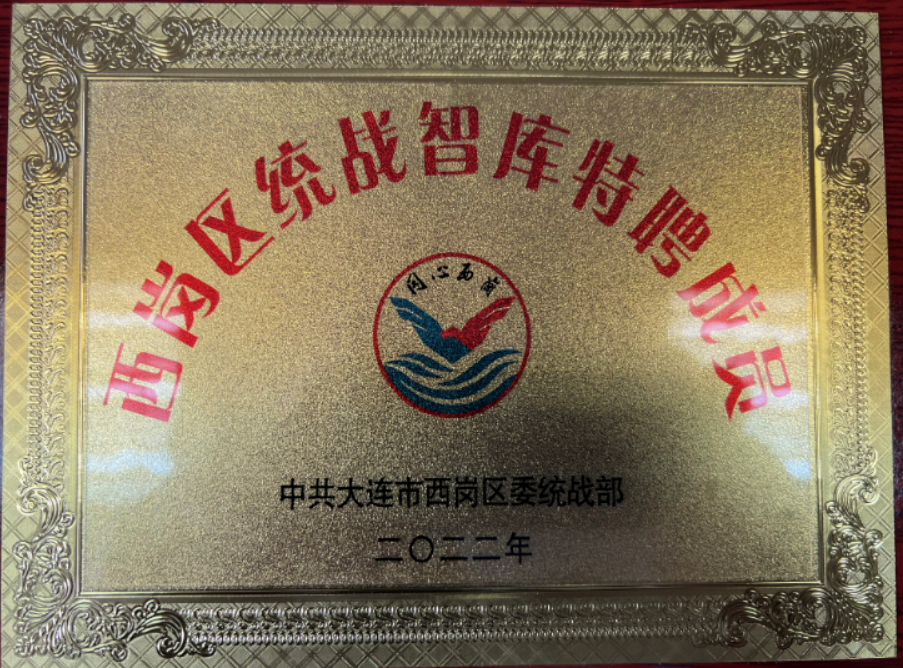 西岗区统战智库特聘成员
同心西岗
中共大连市西岗区委统战部
二〇二二年